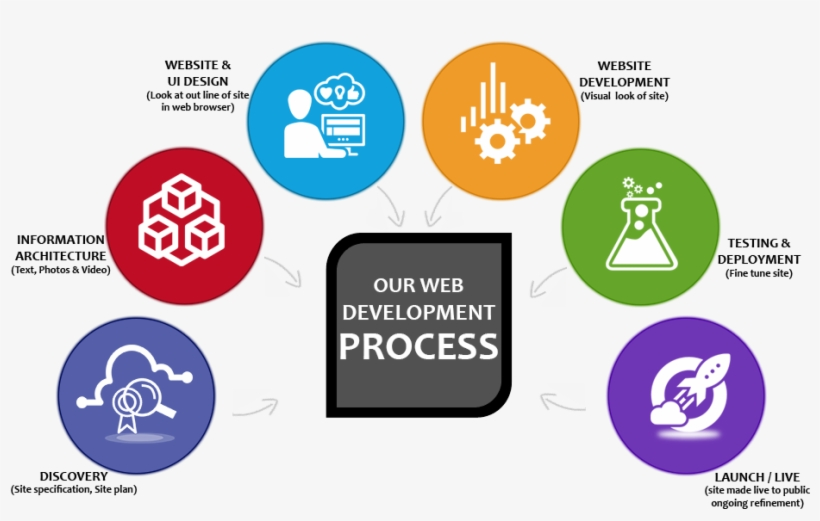 WEBSITE &
UI DESIGN
(Look at out line of site
in web browser)
WEBSITE
DEVELOPMENT
(Visual look of site)
INFORMATION
ARCHITECTURE
(Text, Photos & Video)
TESTING &
DEPLOYMENT
(Fine tune site)
OUR WEB
DEVELOPMENT
PROCESS
DISCOVERY
(Site specification, Site plan)
LAUNCH / LIVE
(site made live to public
ongoing refinement)